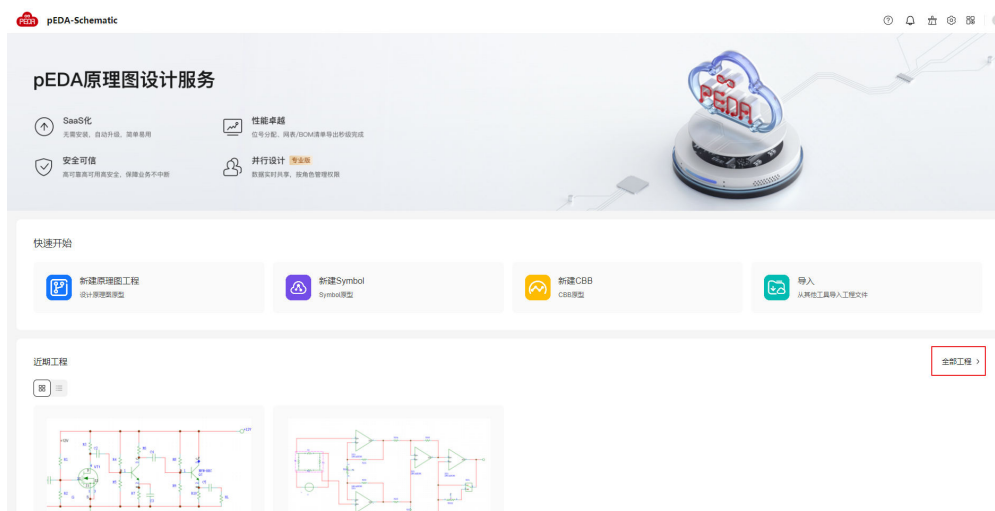 PEDA pEDA-Schematic
pEDA原理图设计服务
SaaS化
无需安装、自动升级、简单易用
性能卓越
位号分配、网表/BOM清单导出秒级完成
安全可信
高可靠高可用高安全，保障业务不中断
并行设计 专业版
数据实时共享，按角色管理权限
PEDA
快速开始
新建原理图工程
设计原理图原型
新建Symbol
Symbol原型
新建CBB
CBB原型
导入
从其他工具导入工程文件
近期工程
全部工程 >
+12V
VT1